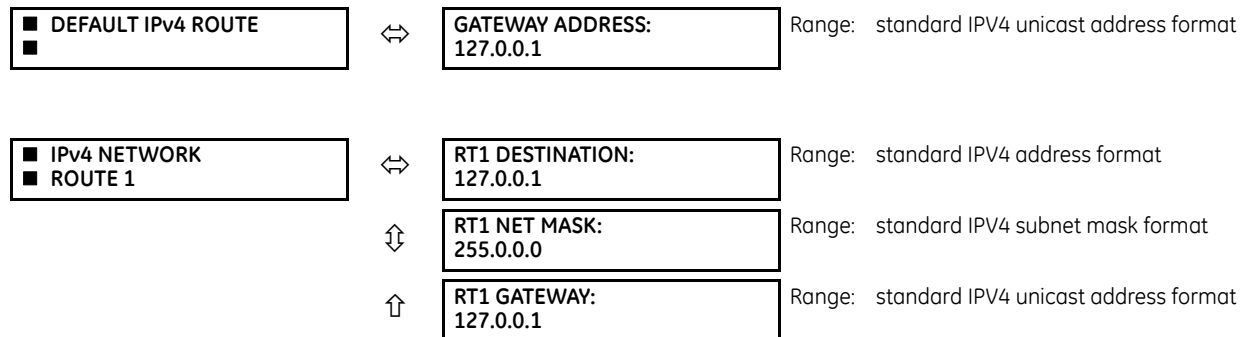 ■ DEFAULT IPv4 ROUTE
■
⬄ GATEWAY ADDRESS:
127.0.0.1
Range: standard IPV4 unicast address format
■ IPv4 NETWORK
■ ROUTE 1
⬄ RT1 DESTINATION:
127.0.0.1
Range: standard IPV4 address format
⇳ RT1 NET MASK:
255.0.0.0
Range: standard IPV4 subnet mask format
⇧ RT1 GATEWAY:
127.0.0.1
Range: standard IPV4 unicast address format